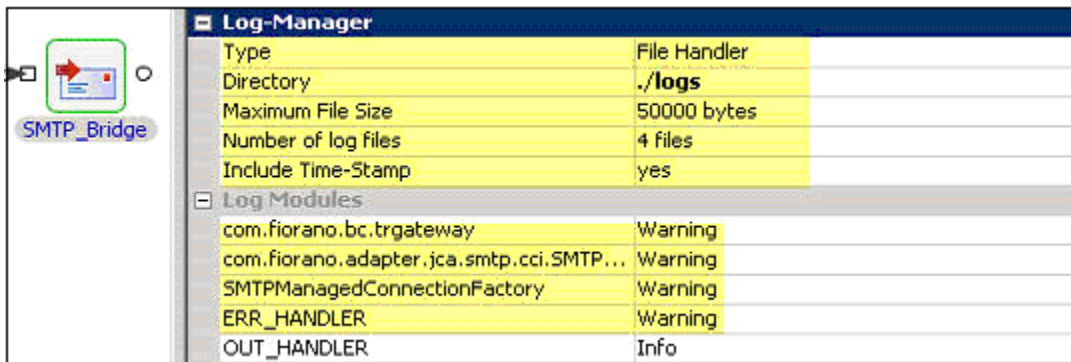 SMTP_Bridge
Log-Manager
Type File Handler
Directory ./logs
Maximum File Size 50000 bytes
Number of log files 4 files
Include Time-Stamp yes
Log Modules
com.fiorano.bc.trgateway Warning
com.fiorano.adapter.jca.smtp.cci.SMTP... Warning
SMTPManagedConnectionFactory Warning
ERR_HANDLER Warning
OUT_HANDLER Info